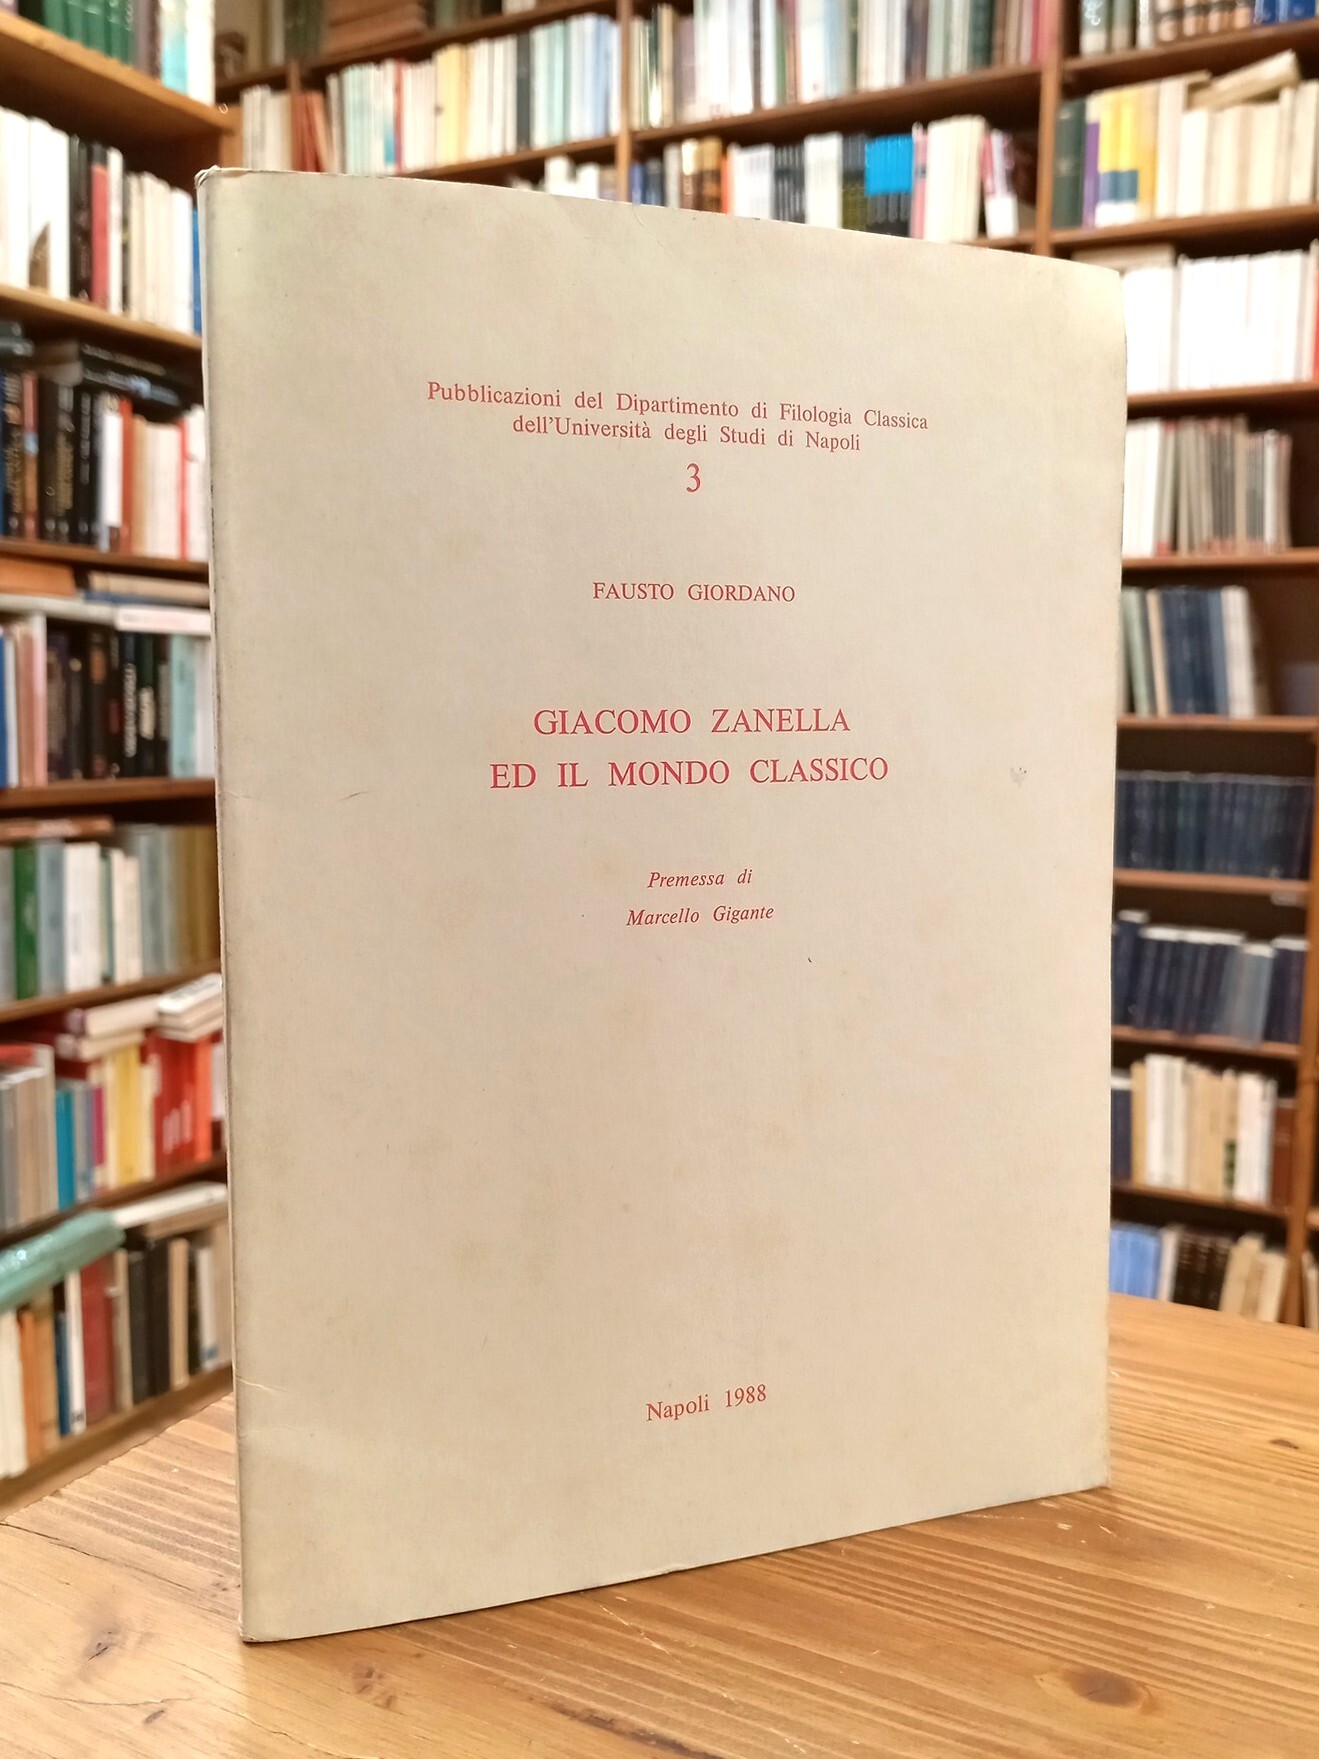 Pubblicazioni del Dipartimento di Filologia Classica
dell'Università degli Studi di Napoli
3
FAUSTO GIORDANO
GIACOMO ZANELLA
ED IL MONDO CLASSICO
Premessa di
Marcello Gigante
Napoli 1988